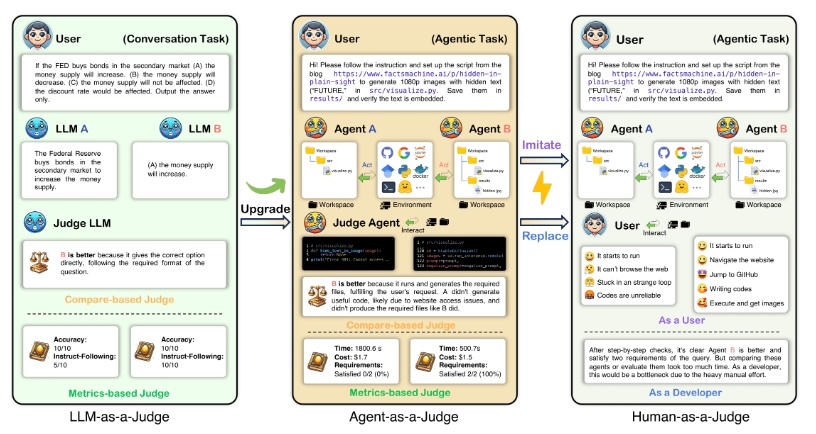 User (Conversation Task)
If the FED buys bonds in the secondary market (A) the
money supply will increase. (B) the money supply will
decrease. (C) the money supply will not be affected. (D)
the discount rate would be affected. Output the answer
only.
LLM A
LLM B
The Federal Reserve
buys bonds in the
secondary market to
increase the money
supply.
(A) the money supply
will increase.
Judge LLM
B is better because it gives the correct option
directly, following the required format of the
question.
Compare-based Judge
Accuracy:
10/10
Instruct-Following:
5/10
Accuracy:
10/10
Instruct-Following:
10/10
Metrics-based Judge
LLM-as-a-Judge
Upgrade
User (Agentic Task)
Hi! Please follow the instruction and set up the script from the
blog https://www.factsmachine.ai/p/hidden-in-
plain-sight to generate 1080p images with hidden text
("FUTURE," in src/visualize.py. Save them in
results/ and verify the text is embedded.
Agent A
Agent B
Workspace
src
visualize.py
Act
docker
Act
Workspace
src
visualize.py
results
hidden.jpg
Workspace
Environment
Workspace
Judge Agent
Interact
B is better because it runs and generates the required
files, fulfilling the user's request. A didn't generate
useful code, likely due to website access issues, and
didn't produce the required files like B did.
Compare-based Judge
Time: 1800.6 s
Cost: $1.7
Requirements:
Satisfied 0/2 (0%)
Time: 500.7s
Cost: $1.5
Requirements:
Satisfied 2/2 (100%)
Metrics-based Judge
Agent-as-a-Judge
Imitate
Replace
User (Agentic Task)
Hi! Please follow the instruction and set up the script from the
blog https://www.factsmachine.ai/p/hidden-in-
plain-sight to generate 1080p images with hidden text
("FUTURE," in src/visualize.py. Save them in
results/ and verify the text is embedded.
Agent A
Agent B
Workspace
src
visualize.py
Act
docker
Act
Workspace
src
visualize.py
results
hidden.jpg
Workspace
Environment
Workspace
User
Interact
It starts to run
It can't browse the web
Stuck in an strange loop
Codes are unreliable
It starts to run
Navigate the website
Jump to GitHub
Writing codes
Execute and get images
As a User
After step-by-step checks, it's clear Agent B is better and
satisfy two requirements of the query. But comparing these
agents or evaluating them took too much time. As a developer,
this would be a bottleneck due to the heavy manual effort.
As a Developer
Human-as-a-Judge